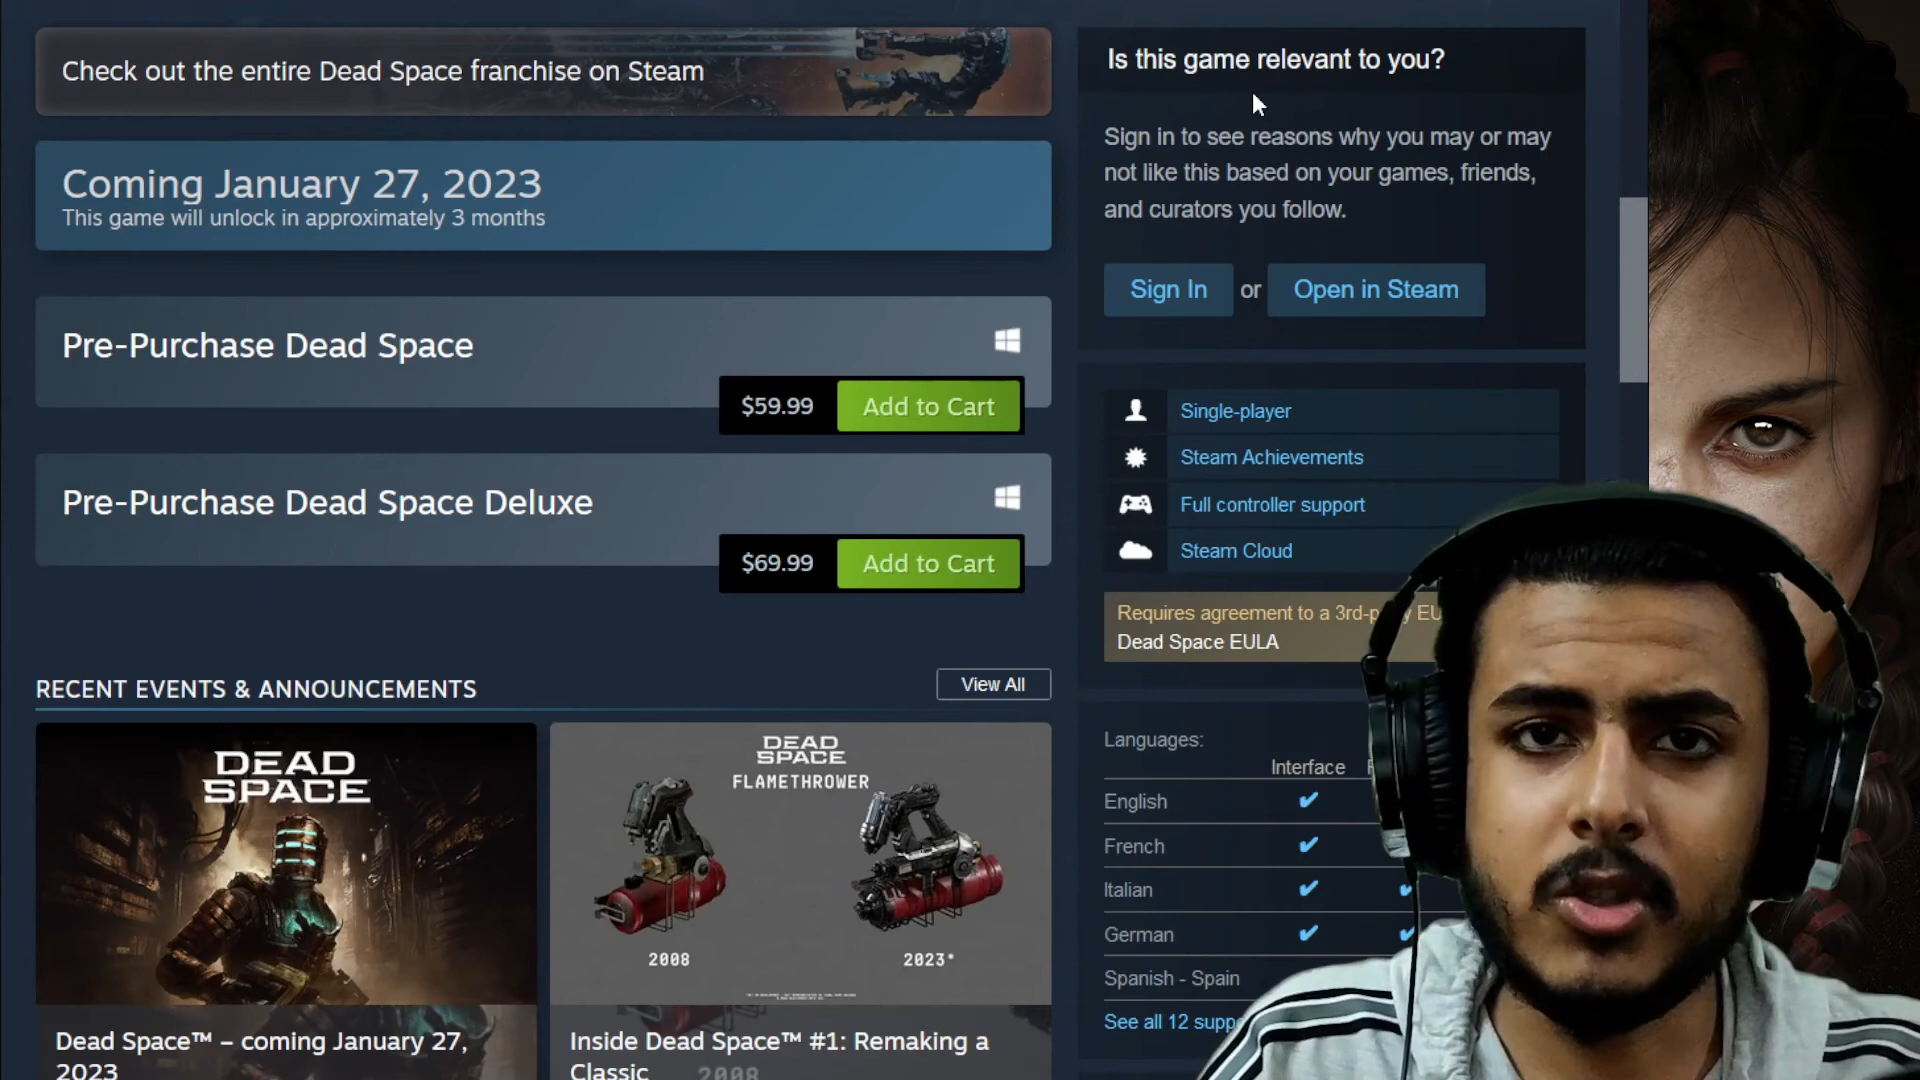 Check out the entire Dead Space franchise on Steam
Coming January 27, 2023
This game will unlock in approximately 3 months
Pre-Purchase Dead Space
$59.99
Add to Cart
Pre-Purchase Dead Space Deluxe
$69.99
Add to Cart
RECENT EVENTS & ANNOUNCEMENTS
View All
DEAD
SPACE
Dead Space™ – coming January 27,
2023
DEAD
SPACE
FLAMETHROWER
2008
2023*
Inside Dead Space™ #1: Remaking a
Classic
2008
Is this game relevant to you?
Sign in to see reasons why you may or may
not like this based on your games, friends,
and curators you follow.
Sign In or Open in Steam
Single-player
Steam Achievements
Full controller support
Steam Cloud
Requires agreement to a 3rd-p y EU
Dead Space EULA
Languages:
Interface
English
French
Italian
German
Spanish - Spain
See all 12 supp